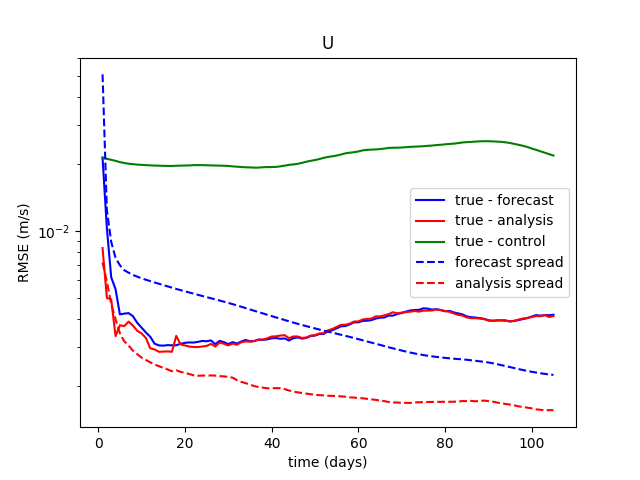 U
RMSE (m/s)
10⁻²
true - forecast
true - analysis
true - control
forecast spread
analysis spread
0 20 40 60 80 100
time (days)